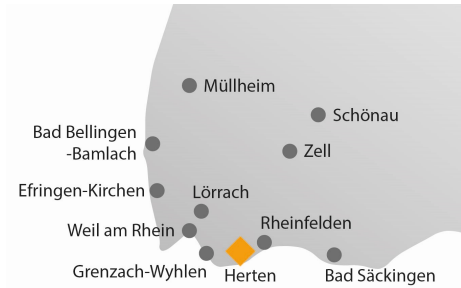 Müllheim
Schönau
Bad Bellingen
-Bamlach
Zell
Efringen-Kirchen
Lörrach
Weil am Rhein
Rheinfelden
Grenzach-Wyhlen
Herten
Bad Säckingen